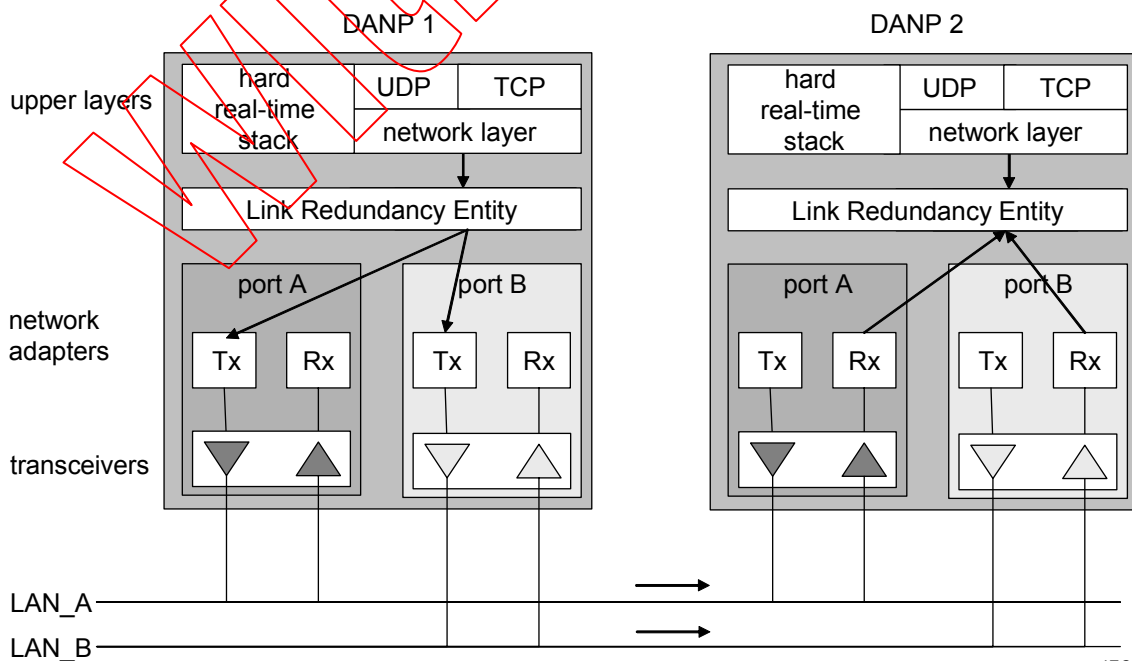 DANP 1
DANP 2
upper layers
hard
real-time
stack
UDP
TCP
network layer
hard
real-time
stack
UDP
TCP
network layer
Link Redundancy Entity
Link Redundancy Entity
port A
port B
port A
port B
network
adapters
Tx
Rx
Tx
Rx
Tx
Rx
Tx
Rx
transceivers
LAN_A
LAN_B